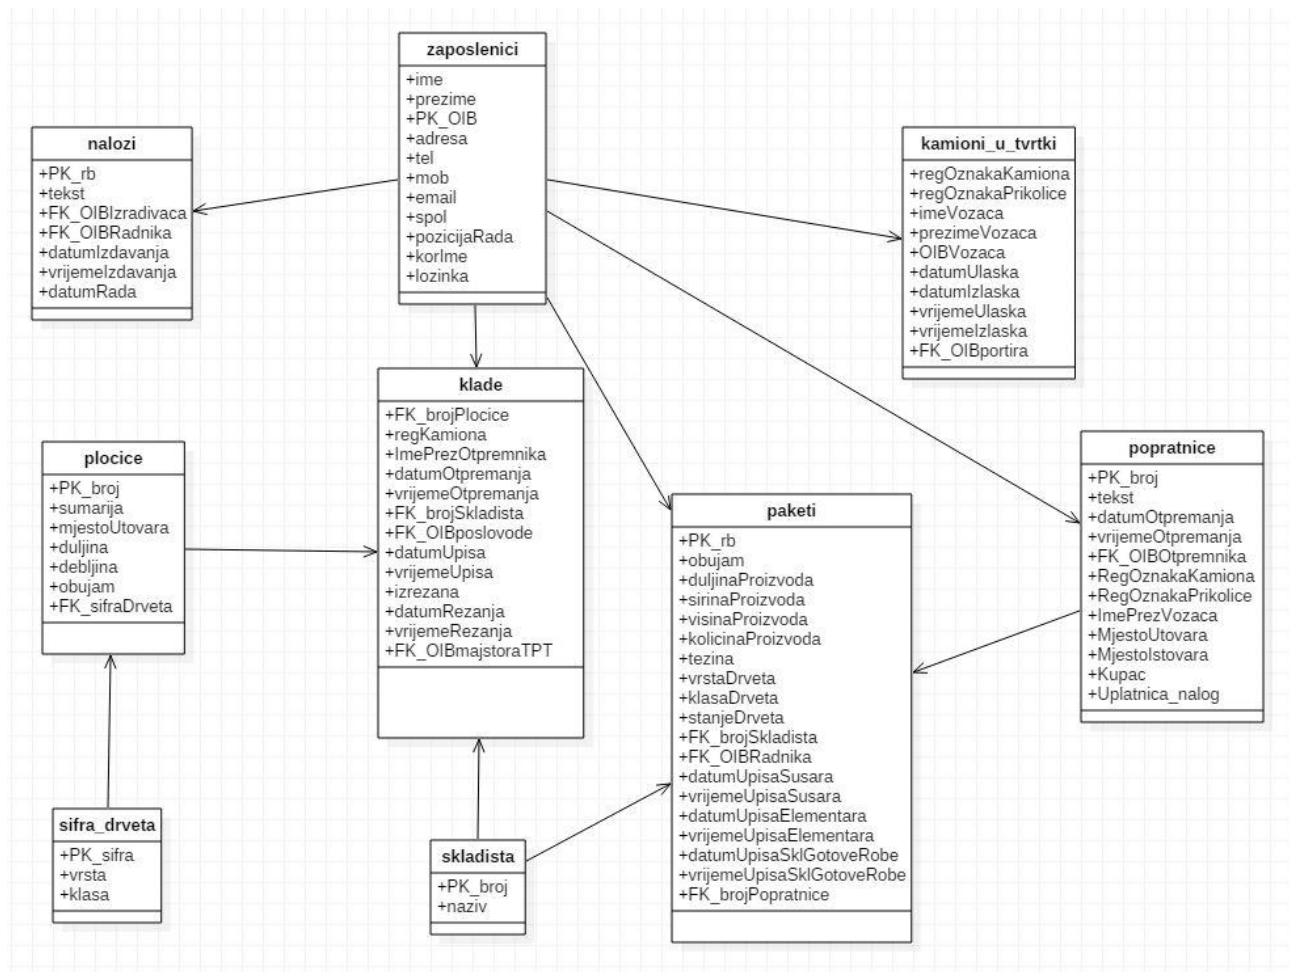 zaposlenici
+ime
+prezime
+PK_OIB
+adresa
+tel
+mob
+email
+spol
+pozicijaRada
+korIme
+lozinka
nalozi
+PK_rb
+tekst
+FK_OIBIzradivaca
+FK_OIBRadnika
+datumIzdavanja
+vrijemeIzdavanja
+datumRada
kamioni_u_tvrtki
+regOznakaKamiona
+regOznakaPrikolice
+imeVozaca
+prezimeVozaca
+OIBVozaca
+datumUlaska
+datumIzlaska
+vrijemeUlaska
+vrijemeIzlaska
+FK_OIBportira
klade
+FK_brojPlocice
+regKamiona
+ImePrezOtpremnika
+datumOtpremanja
+vrijemeOtpremanja
+FK_brojSkladista
+FK_OIBposlovode
+datumUpisa
+vrijemeUpisa
+izrezana
+datumRezanja
+vrijemeRezanja
+FK_OIBmajstoraTPT
plocice
+PK_broj
+sumarija
+mjestoUtovara
+duljina
+debljina
+obujam
+FK_sifraDrveta
paketi
+PK_rb
+obujam
+duljinaProizvoda
+sirinaProizvoda
+visinaProizvoda
+kolicinaProizvoda
+tezina
+vrstaDrveta
+klasaDrveta
+stanjeDrveta
+FK_brojSkladista
+FK_OIBRadnika
+datumUpisaSusara
+vrijemeUpisaSusara
+datumUpisaElementara
+vrijemeUpisaElementara
+datumUpisaSklGotoveRobe
+vrijemeUpisaSklGotoveRobe
+FK_brojPopratnice
popratnice
+PK_broj
+tekst
+datumOtpremanja
+vrijemeOtpremanja
+FK_OIBOtpremnika
+RegOznakaKamiona
+RegOznakaPrikolice
+ImePrezVozaca
+MjestoUtovara
+MjestoIstovara
+Kupac
+Uplatnica_nalog
sifra_drveta
+PK_sifra
+vrsta
+klasa
skladista
+PK_broj
+naziv